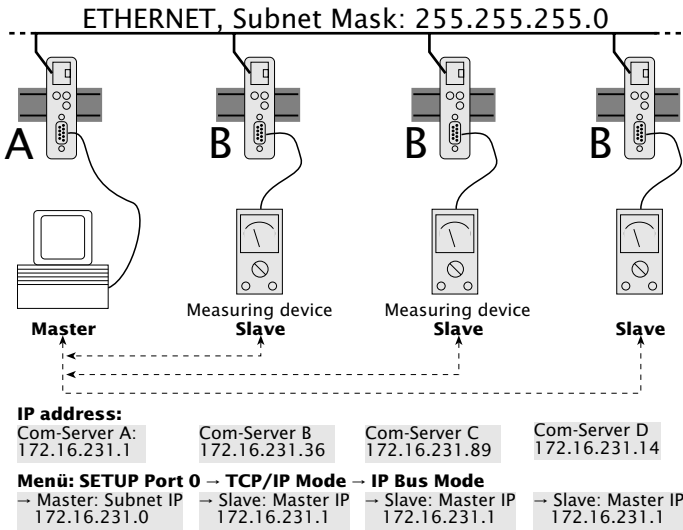 ETHERNET, Subnet Mask: 255.255.255.0
A
B
B
B
Measuring device
Measuring device
Master
Slave
Slave
Slave
IP address:
Com-Server A:
172.16.231.1
Com-Server B
172.16.231.36
Com-Server C
172.16.231.89
Com-Server D
172.16.231.14
Menü: SETUP Port 0 → TCP/IP Mode → IP Bus Mode
→ Master: Subnet IP
172.16.231.0
→ Slave: Master IP
172.16.231.1
→ Slave: Master IP
172.16.231.1
→ Slave: Master IP
172.16.231.1